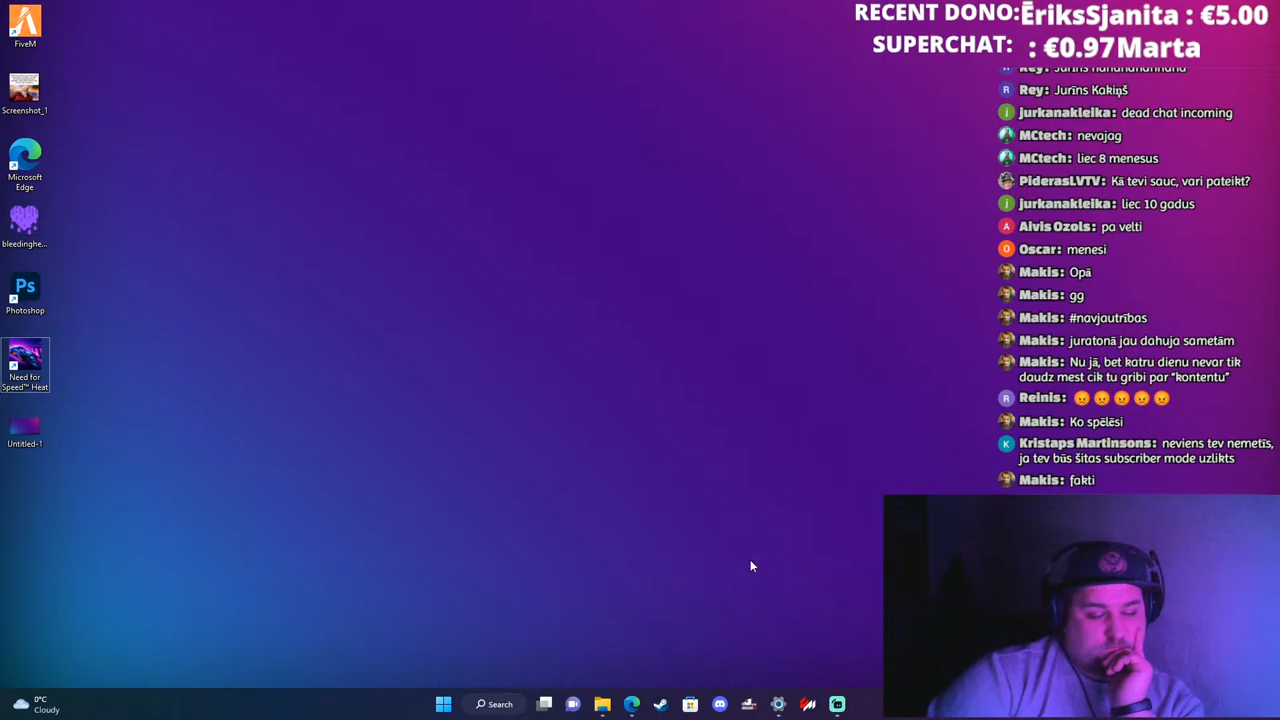 FiveM
Screenshot_1
Microsoft
Edge
bleedinghe...
Ps
Photoshop
Need for
Speed™ Heat
Untitled-1
RECENT DONO: ĒriksSjanita : €5.00
SUPERCHAT: : €0.97Marta
Rey: Jurīns hahahahahhaha
R Rey: Jurīns Kakiņš
j jurkanakleika: dead chat incoming
MCtech: nevajag
MCtech: liec 8 menesus
PiderasLVTV: Kā tevi sauc, vari pateikt?
j jurkanakleika: liec 10 gadus
A Aivis Ozols: pa velti
O Oscar: menesi
Makis: Opā
Makis: gg
Makis: #navjautrības
Makis: juratonā jau dahuja sametām
Makis: Nu jā, bet katru dienu nevar tik
daudz mest cik tu gribi par “kontentu”
R Reinis: 😡 😡 😡 😡 😡
Makis: Ko spēlēsi
K Kristaps Martinsons: neviens tev nemetīs,
ja tev būs šitas subscriber mode uzlikts
Makis: fakti
0°C
Cloudy
Search